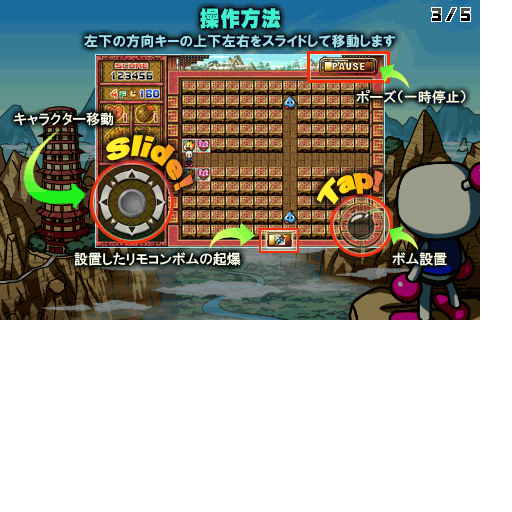 操作方法
3/5
左下の方向キーの上下左右をスライドして移動します
SCORE
123456
PAUSE
ポーズ(一時停止)
キャラクター移動
Slide!
Tap!
設置したリモコンボムの起爆
ボム設置